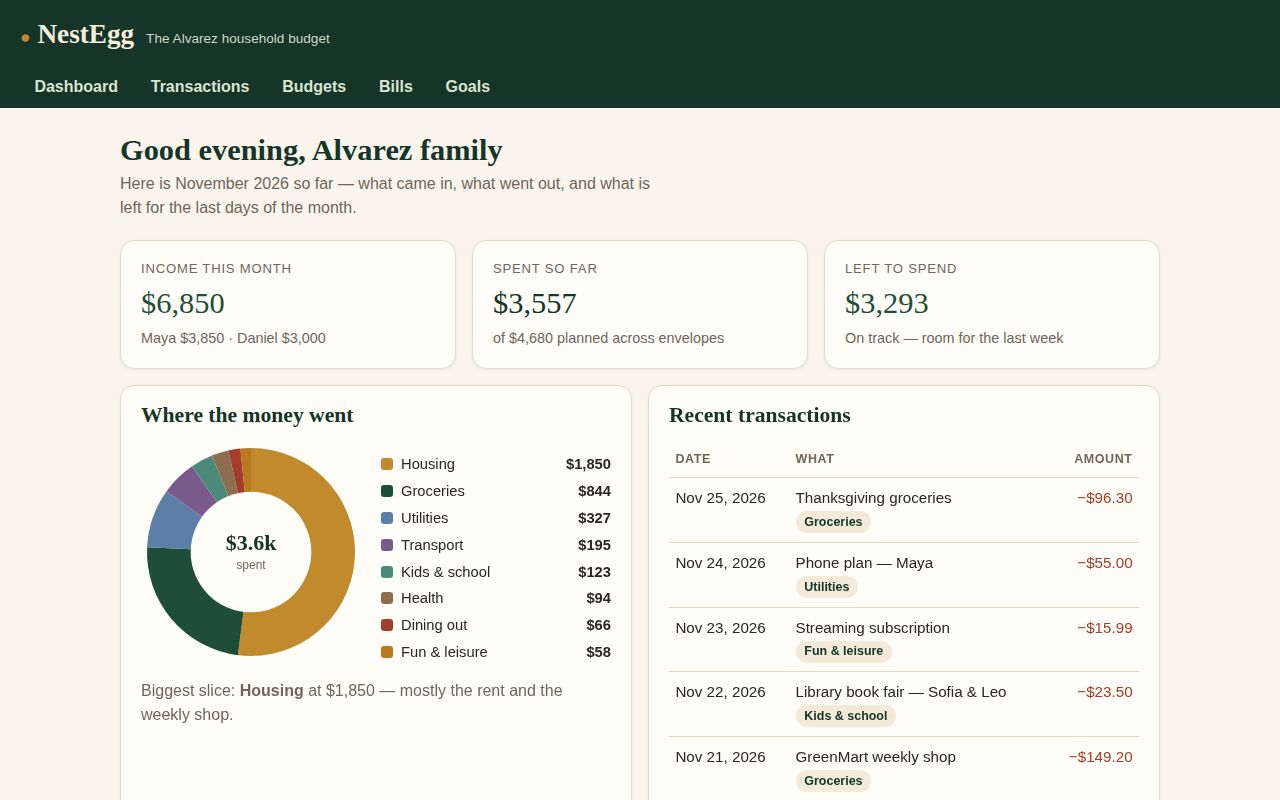 NestEgg The Alvarez household budget
Dashboard Transactions Budgets Bills Goals
Good evening, Alvarez family
Here is November 2026 so far — what came in, what went out, and what is
left for the last days of the month.
INCOME THIS MONTH
$6,850
Maya $3,850 · Daniel $3,000
SPENT SO FAR
$3,557
of $4,680 planned across envelopes
LEFT TO SPEND
$3,293
On track — room for the last week
Where the money went
$3.6k
spent
Housing $1,850
Groceries $844
Utilities $327
Transport $195
Kids & school $123
Health $94
Dining out $66
Fun & leisure $58
Biggest slice: Housing at $1,850 — mostly the rent and the
weekly shop.
Recent transactions
DATE WHAT AMOUNT
Nov 25, 2026 Thanksgiving groceries −$96.30
Groceries
Nov 24, 2026 Phone plan — Maya −$55.00
Utilities
Nov 23, 2026 Streaming subscription −$15.99
Fun & leisure
Nov 22, 2026 Library book fair — Sofia & Leo −$23.50
Kids & school
Nov 21, 2026 GreenMart weekly shop −$149.20
Groceries